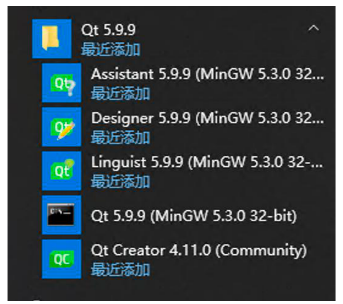 Qt 5.9.9
最近添加
Assistant 5.9.9 (MinGW 5.3.0 32...
最近添加
Designer 5.9.9 (MinGW 5.3.0 32...
最近添加
Linguist 5.9.9 (MinGW 5.3.0 32-...
最近添加
Qt 5.9.9 (MinGW 5.3.0 32-bit)
Qt Creator 4.11.0 (Community)
最近添加